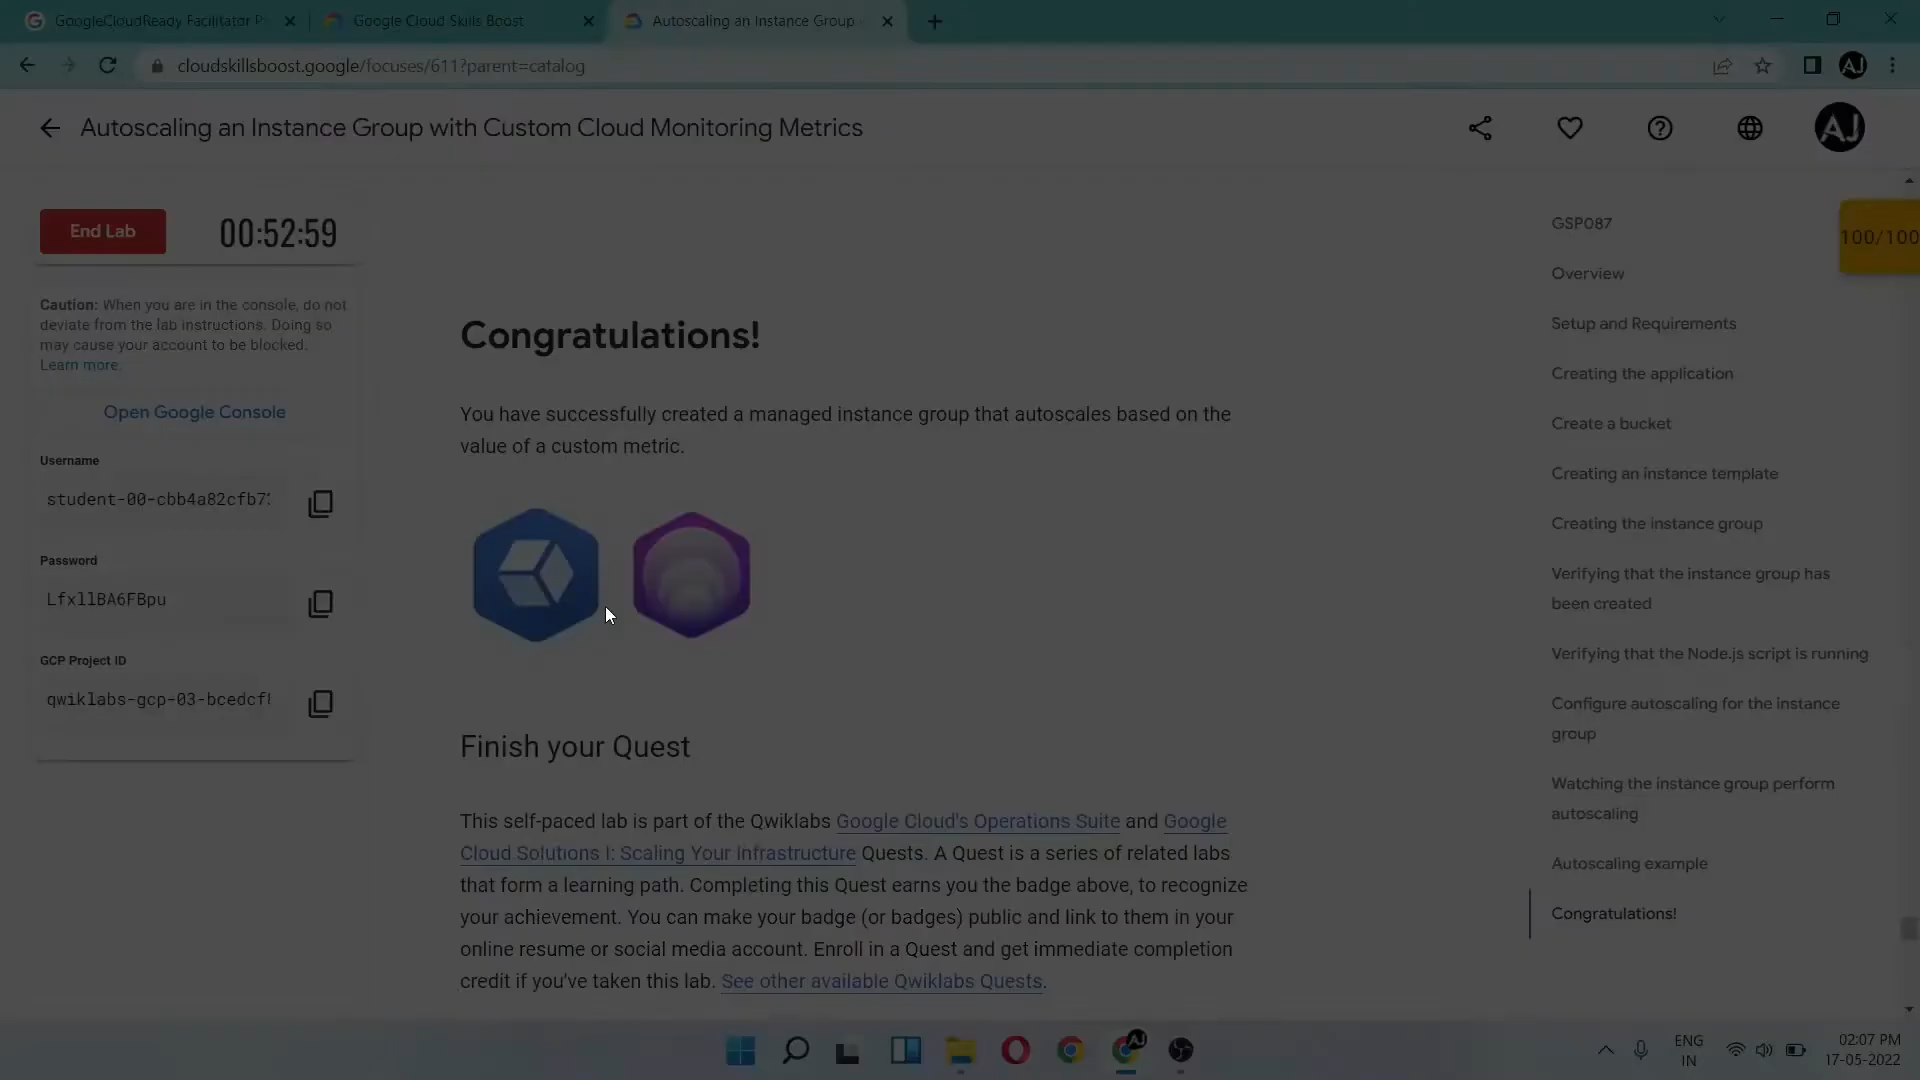 GoogleCloudReady Facilitator P
Google Cloud Skills Boost
Autoscaling an Instance Group
cloudskillsboost.google/focuses/611?parent=catalog
AJ
Autoscaling an Instance Group with Custom Cloud Monitoring Metrics
AJ
End Lab
00:52:59
Caution: When you are in the console, do not
deviate from the lab instructions. Doing so
may cause your account to be blocked.
Learn more.
Open Google Console
Username
student-00-cbb4a82cfb7
Password
LfxllBA6FBpu
GCP Project ID
qwiklabs-gcp-03-bcedcf
Congratulations!
You have successfully created a managed instance group that autoscales based on the
value of a custom metric.
Finish your Quest
This self-paced lab is part of the Qwiklabs Google Cloud's Operations Suite and Google
Cloud Solutions I: Scaling Your Infrastructure Quests. A Quest is a series of related labs
that form a learning path. Completing this Quest earns you the badge above, to recognize
your achievement. You can make your badge (or badges) public and link to them in your
online resume or social media account. Enroll in a Quest and get immediate completion
credit if you've taken this lab. See other available Qwiklabs Quests.
GSP087
100/100
Overview
Setup and Requirements
Creating the application
Create a bucket
Creating an instance template
Creating the instance group
Verifying that the instance group has
been created
Verifying that the Node.js script is running
Configure autoscaling for the instance
group
Watching the instance group perform
autoscaling
Autoscaling example
Congratulations!
AJ
ENG
IN
02:07 PM
17-05-2022